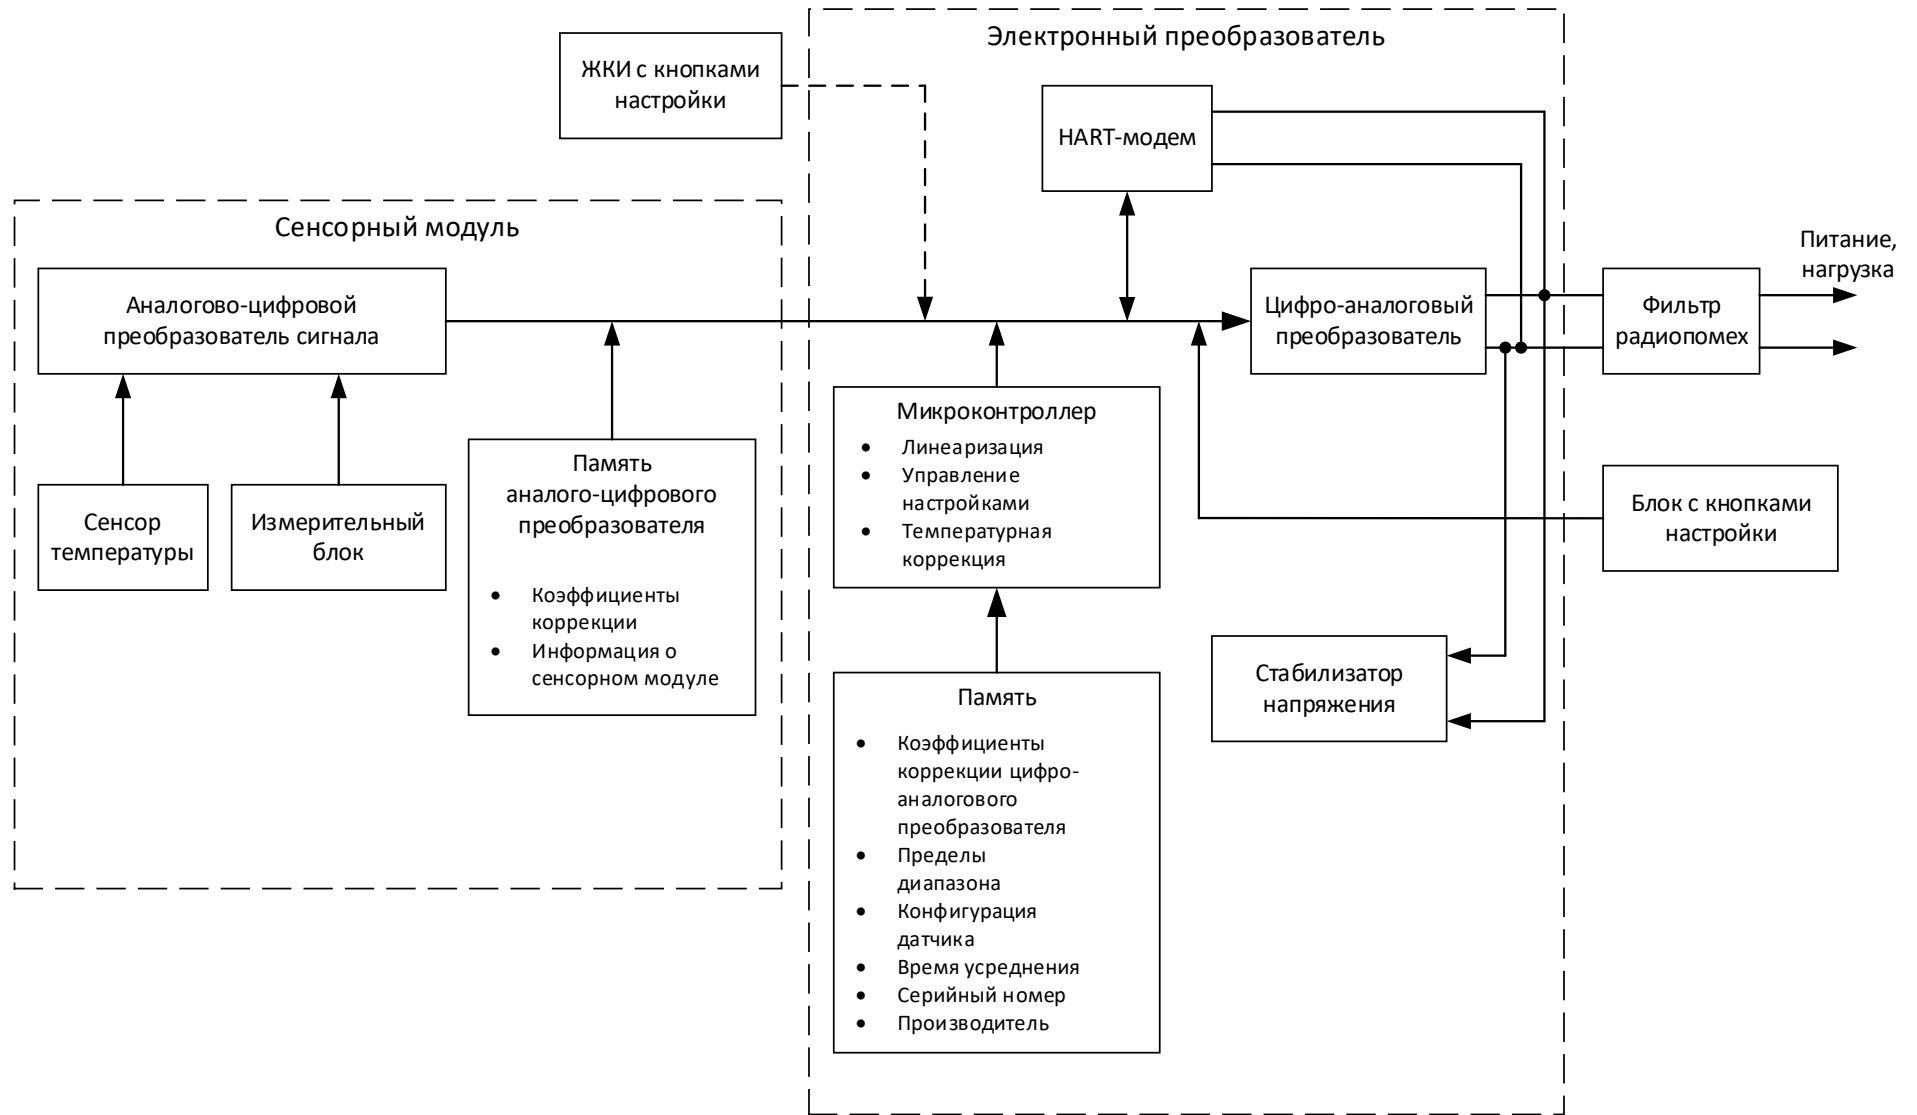 Электронный преобразователь
ЖКИ с кнопками
настройки
HART-модем
Сенсорный модуль
Питание,
нагрузка
Аналогово-цифровой
преобразователь сигнала
Цифро-аналоговый
преобразователь
Фильтр
радиопомех
Микроконтроллер
• Линеаризация
• Управление
настройками
• Температурная
коррекция
Память
аналого-цифрового
преобразователя
• Коэффициенты
коррекции
• Информация о
сенсорном модуле
Сенсор
температуры
Измерительный
блок
Блок с кнопками
настройки
Стабилизатор
напряжения
Память
• Коэффициенты
коррекции цифро-
аналогового
преобразователя
• Пределы
диапазона
• Конфигурация
датчика
• Время усреднения
• Серийный номер
• Производитель